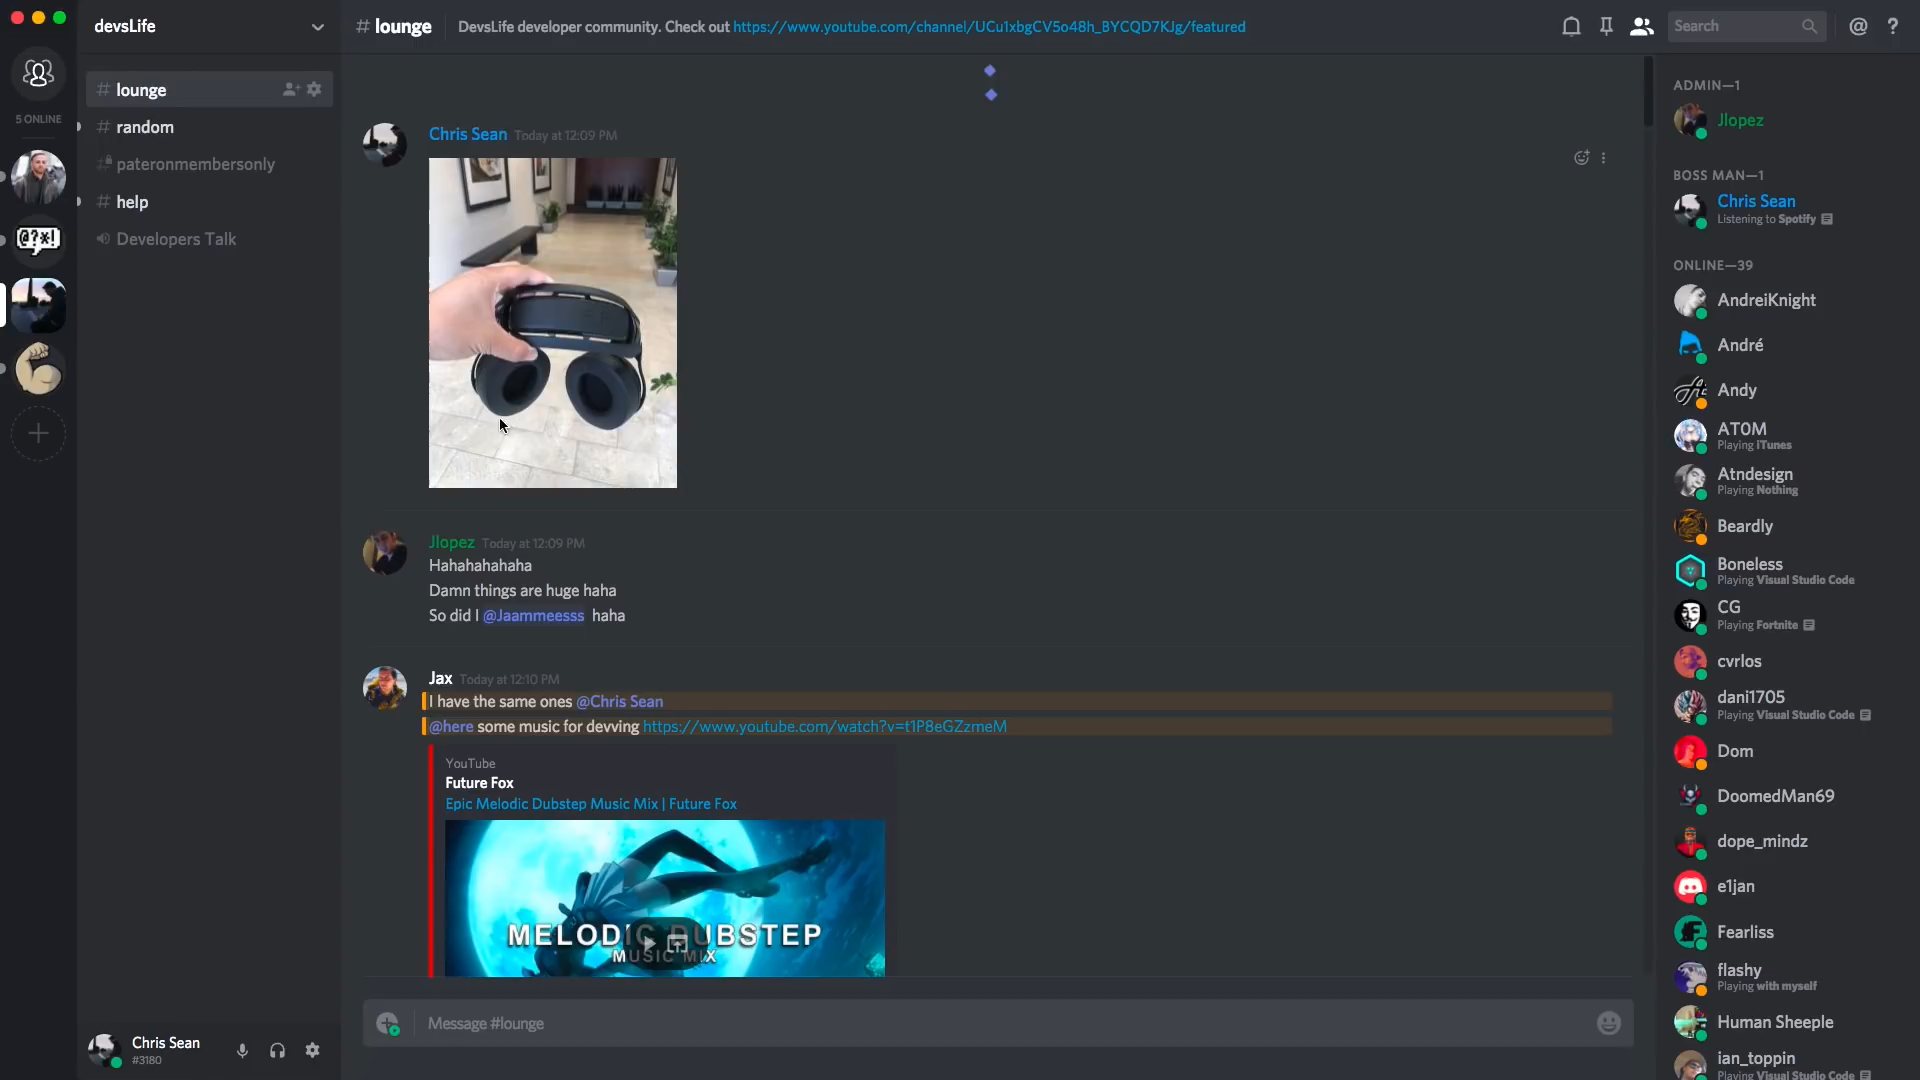 devsLife
# lounge
DevsLife developer community. Check out https://www.youtube.com/channel/UCu1xbgCV5o48h_BYCQD7KJg/featured
Search
5 ONLINE
# lounge
# random
pateronmembersonly
# help
Developers Talk
@?*!
Chris Sean Today at 12:09 PM
Jlopez Today at 12:09 PM
Hahahahahaha
Damn things are huge haha
So did I @Jaammeesss haha
Jax Today at 12:10 PM
I have the same ones @Chris Sean
@here some music for devving https://www.youtube.com/watch?v=t1P8eGZzmeM
YouTube
Future Fox
Epic Melodic Dubstep Music Mix | Future Fox
MELODIC DUBSTEP
MUSIC MIX
Message #lounge
Chris Sean
#3180
ADMIN—1
Jlopez
BOSS MAN—1
Chris Sean
Listening to Spotify
ONLINE—39
AndreiKnight
André
Andy
AT0M
Playing iTunes
Atndesign
Playing Nothing
Beardly
Boneless
Playing Visual Studio Code
CG
Playing Fortnite
cvrlos
dani1705
Playing Visual Studio Code
Dom
DoomedMan69
dope_mindz
e1jan
Fearliss
flashy
Playing with myself
Human Sheeple
ian_toppin
Playing Visual Studio Code